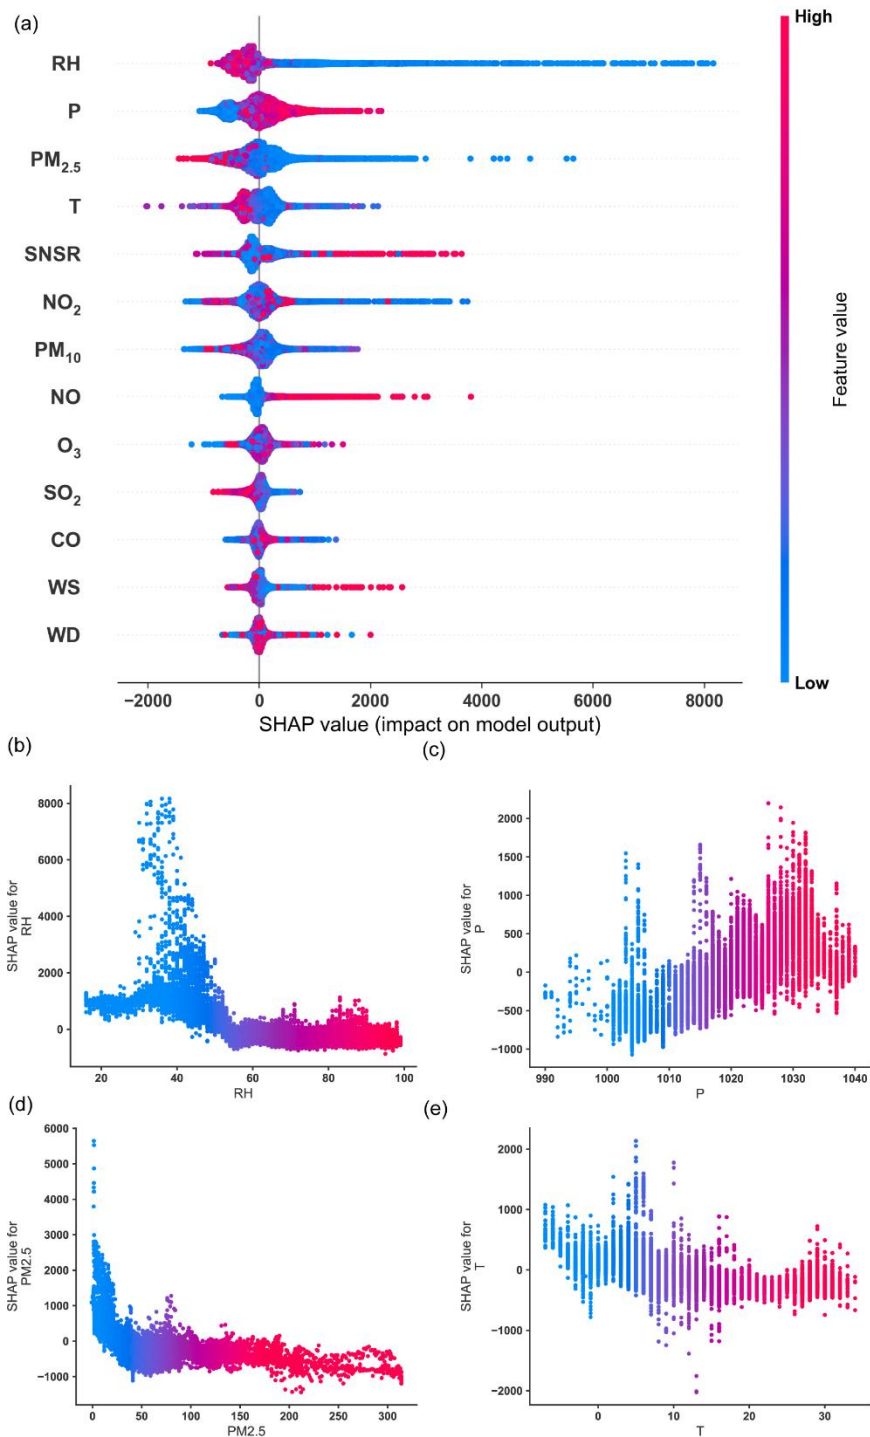 (a)
High
RH
P
PM2.5
T
SNSR
NO2
PM10
NO
O3
SO2
CO
WS
WD
Feature value
Low
−2000 0 2000 4000 6000 8000
SHAP value (impact on model output)
(b)
(c)
8000
6000
4000
2000
0
SHAP value for
RH
20 40 60 80 100
RH
2000
1500
1000
500
0
−500
−1000
SHAP value for
P
990 1000 1010 1020 1030 1040
P
(d)
(e)
6000
5000
4000
3000
2000
1000
0
−1000
SHAP value for
PM2.5
0 50 100 150 200 250 300
PM2.5
2000
1000
0
−1000
−2000
SHAP value for
T
0 10 20 30
T